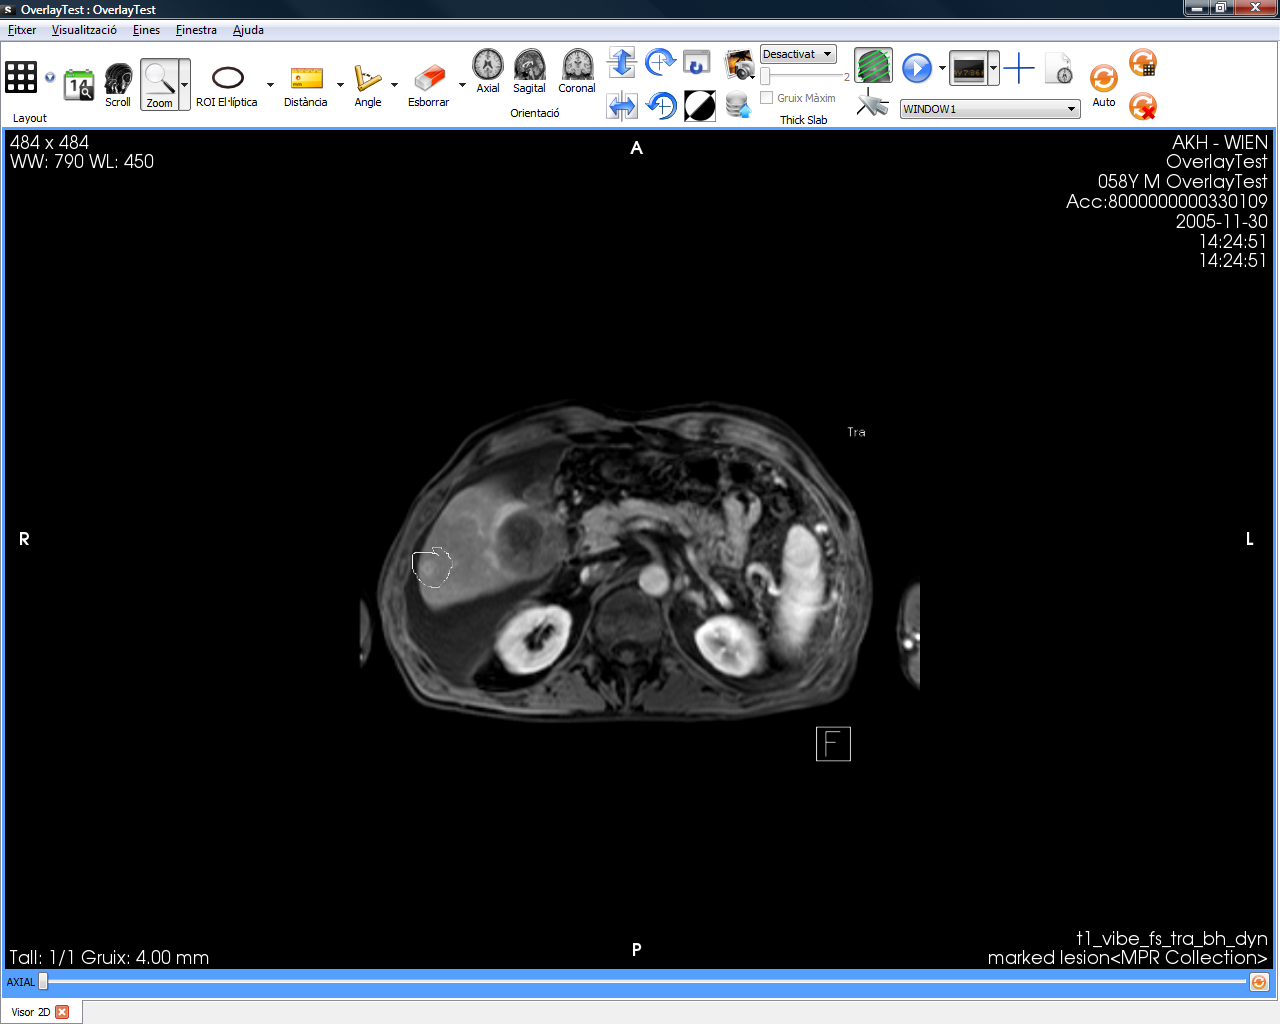 OverlayTest : OverlayTest
Fitxer Visualització Eines Finestra Ajuda
Layout
14
Scroll
Zoom
ROI El·líptica
Distància
Angle
Esborrar
Axial Sagital Coronal
Orientació
Desactivat
2
Gruix Màxim
Thick Slab
WINDOW1
Auto
484 x 484
WW: 790 WL: 450
A
AKH - WIEN
OverlayTest
058Y M OverlayTest
Acc:8000000000330109
2005-11-30
14:24:51
14:24:51
Tra
R
L
F
P
t1_vibe_fs_tra_bh_dyn
Tall: 1/1 Gruix: 4.00 mm
marked lesion<MPR Collection>
AXIAL
Visor 2D